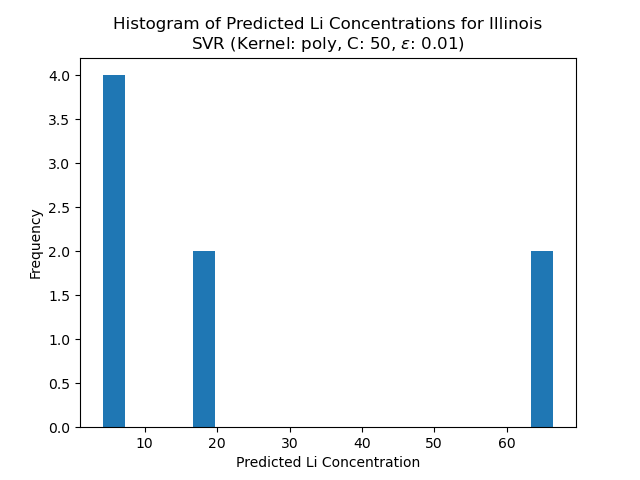 Histogram of Predicted Li Concentrations for Illinois
SVR (Kernel: poly, C: 50, ε: 0.01)
4.0
3.5
3.0
2.5
2.0
1.5
1.0
0.5
0.0
Frequency
10 20 30 40 50 60
Predicted Li Concentration